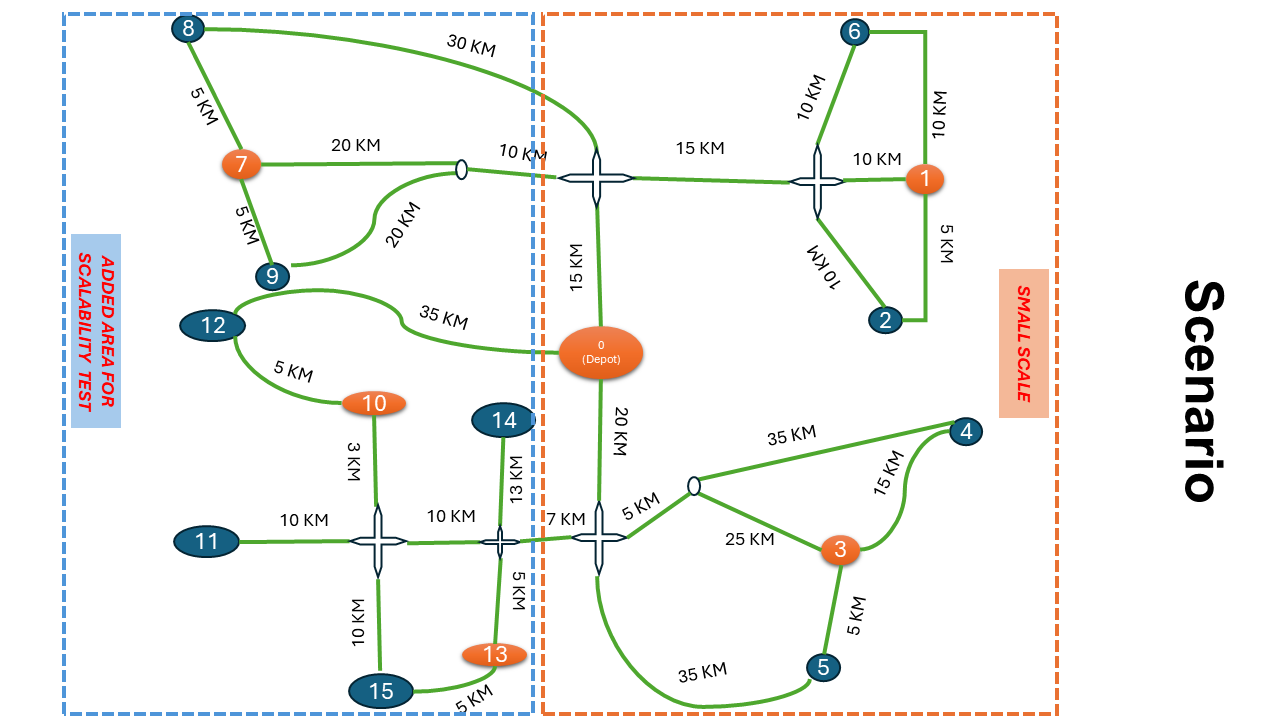 8
30 KM
6
5 KM
10 KM
10 KM
7
20 KM
10 KM
15 KM
10 KM
1
5 KM
20 KM
15 KM
10 KM
5 KM
9
2
12
35 KM
0
(Depot)
ADDED AREA FOR
SCALABILITY TEST
SMALL SCALE
Scenario
5 KM
10
14
20 KM
35 KM
4
3 KM
13 KM
15 KM
11
10 KM
10 KM
7 KM
5 KM
25 KM
3
10 KM
5 KM
5 KM
13
15
5 KM
35 KM
5